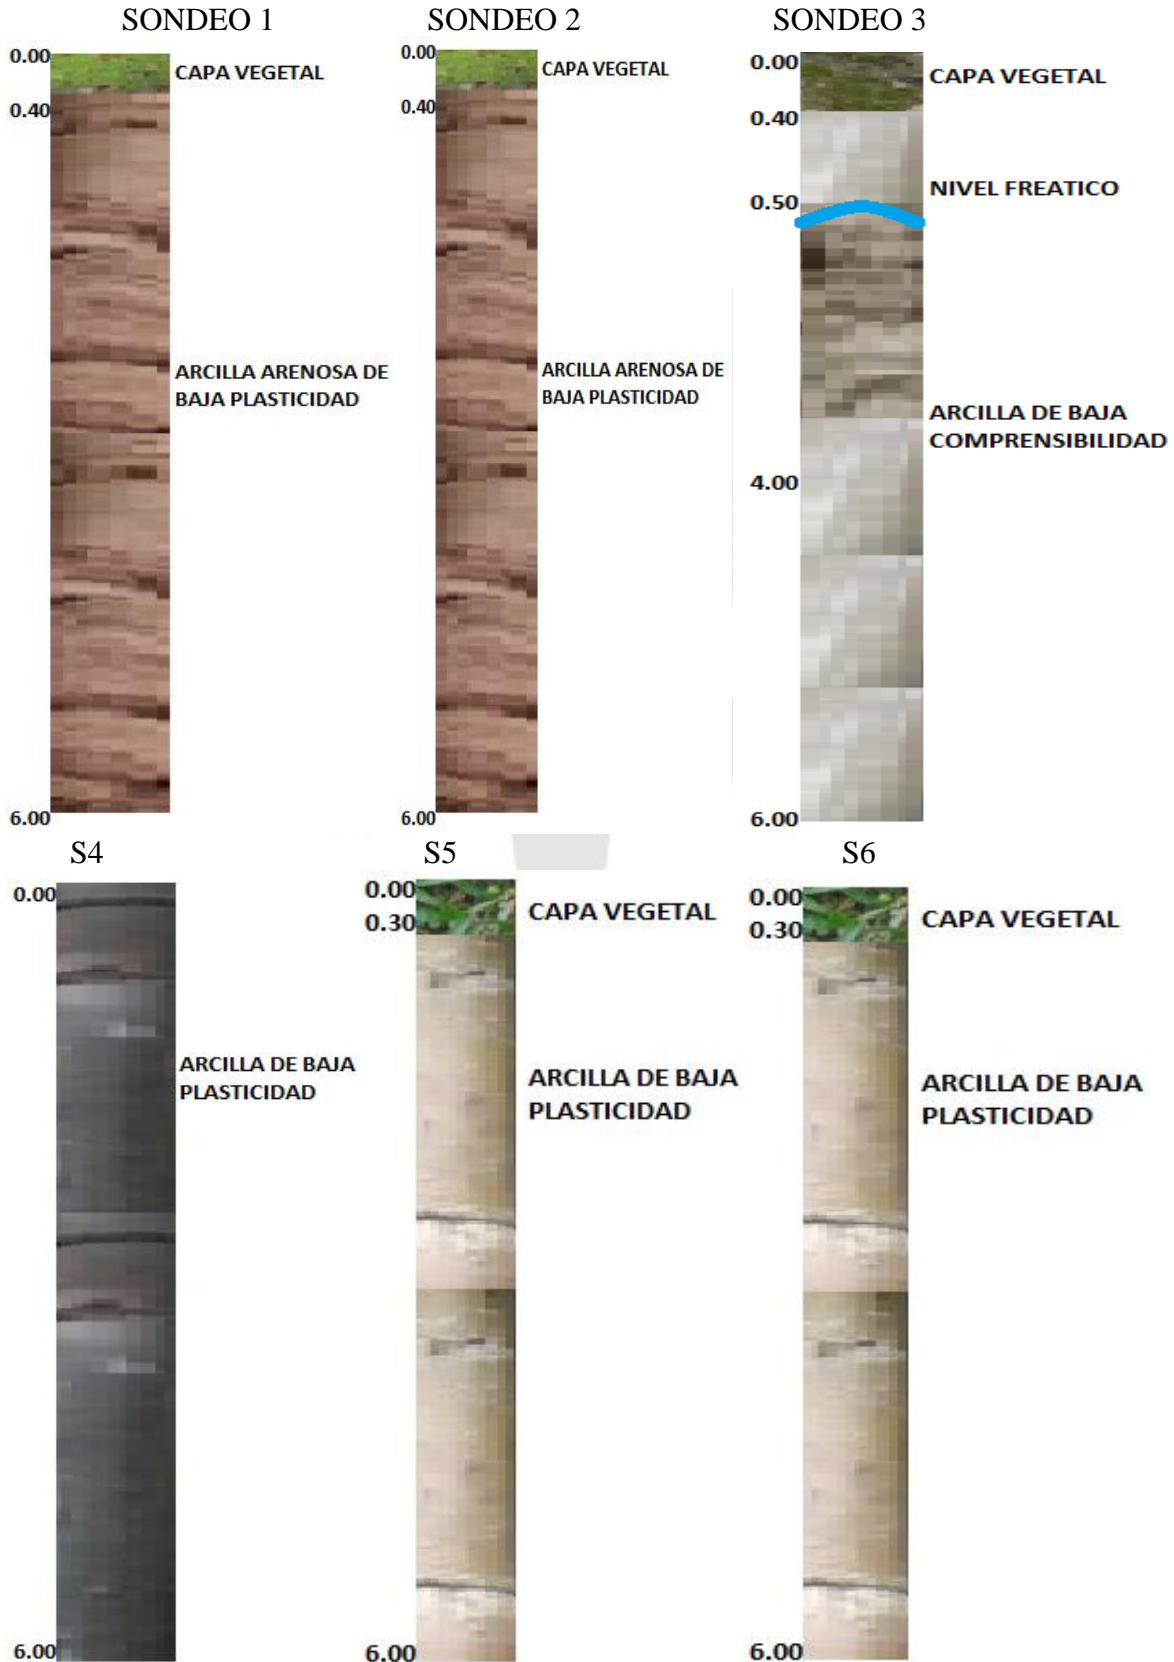 SONDEO 1
0.00
CAPA VEGETAL
0.40
ARCILLA ARENOSA DE
BAJA PLASTICIDAD
6.00
SONDEO 2
0.00
CAPA VEGETAL
0.40
ARCILLA ARENOSA DE
BAJA PLASTICIDAD
6.00
SONDEO 3
0.00
CAPA VEGETAL
0.40
NIVEL FREATICO
0.50
ARCILLA DE BAJA
COMPRENSIBILIDAD
4.00
6.00
S4
0.00
ARCILLA DE BAJA
PLASTICIDAD
6.00
S5
0.00
CAPA VEGETAL
0.30
ARCILLA DE BAJA
PLASTICIDAD
6.00
S6
0.00
CAPA VEGETAL
0.30
ARCILLA DE BAJA
PLASTICIDAD
6.00